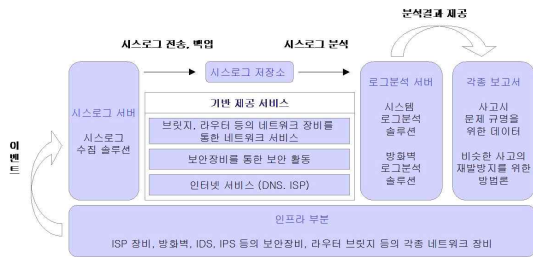 분석결과 제공
시스로그 전송, 백업
시스로그 분석
시스로그 저장소
시스로그 서버
시스로그
수집 솔루션
기반 제공 서비스
브릿지, 라우터 등의 네트워크 장비를
통한 네트워크 서비스
보안장비를 통한 보안 활동
인터넷 서비스 (DNS, ISP)
로그분석 서버
시스템
로그분석
솔루션
방화벽
로그분석
솔루션
각종 보고서
사고시
문제 규명을
위한 데이터
비슷한 사고의
재발방지를 위한
방법론
이벤트
인프라 부분
ISP 장비, 방화벽, IDS, IPS 등의 보안장비, 라우터 브릿지 등의 각종 네트워크 장비